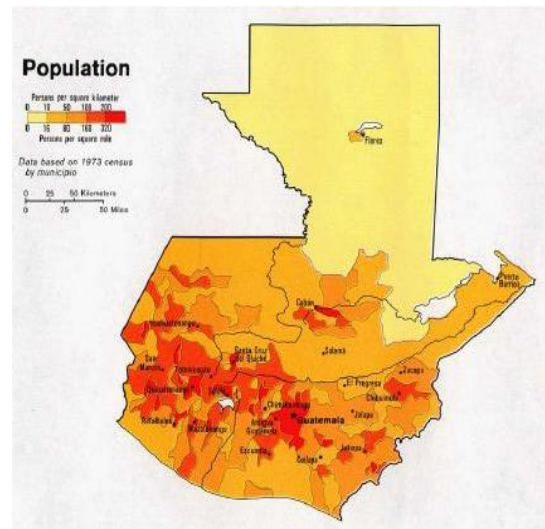 Population
Persons per square kilometer
0 10 50 100 200
0 16 80 160 320
Persons per square mile
Data based on 1973 census
by municipio
0 25 50 Kilometers
0 25 50 Miles
Flores
Puerto
Barrios
Cobán
Huehuetenango
Salamá
Santa Cruz
del Quiché
San
Marcos
Zacapa
Totonicapán
El Progreso
Quezaltenango
Sololá
Chiquimula
Chimaltenango
Guatemala
Jalapa
Antigua
Guatemala
Retalhuleu
Mazatenango
Jutiapa
Escuintla
Cuilapa